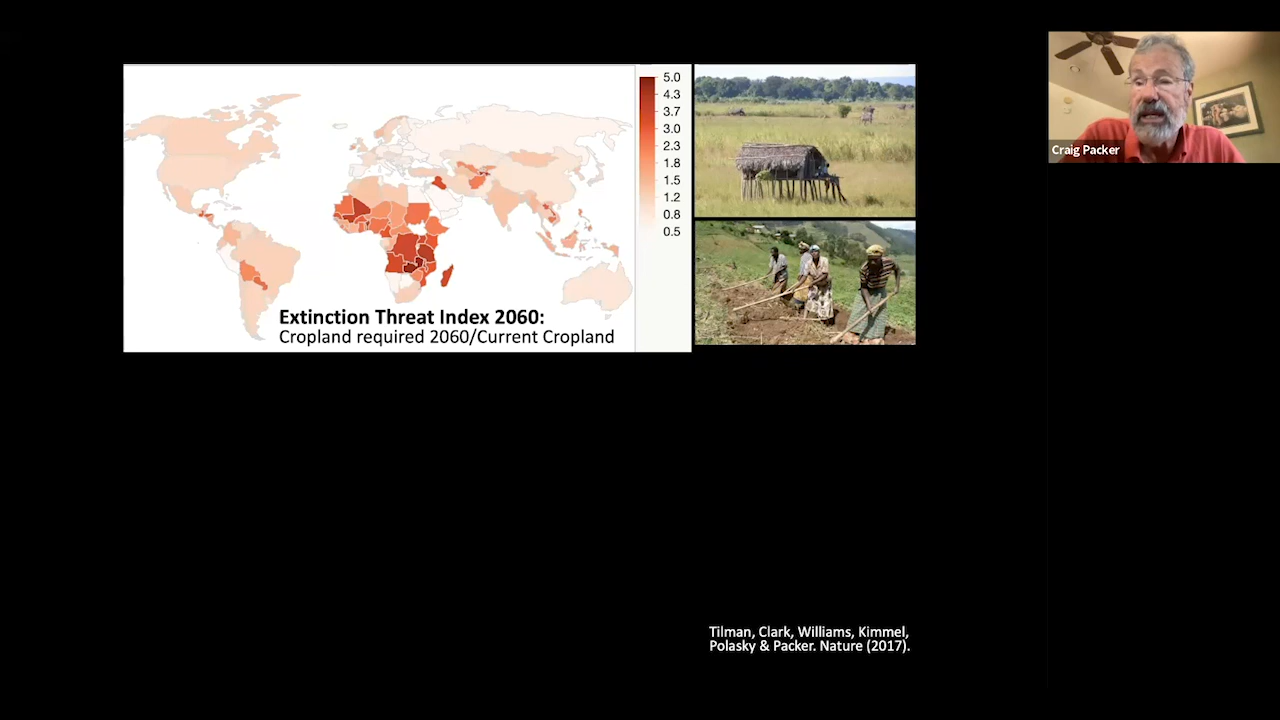 5.0
4.3
3.7
3.0
2.3
1.8
1.5
1.2
0.8
0.5
Extinction Threat Index 2060:
Cropland required 2060/Current Cropland
Craig Packer
Tilman, Clark, Williams, Kimmel,
Polasky & Packer. Nature (2017).